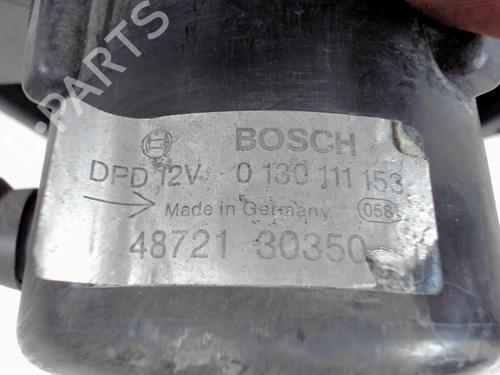 BOSCH
DPD 12V 0 130 111 153
Made in Germany 058
48721 30350
B-PARTS